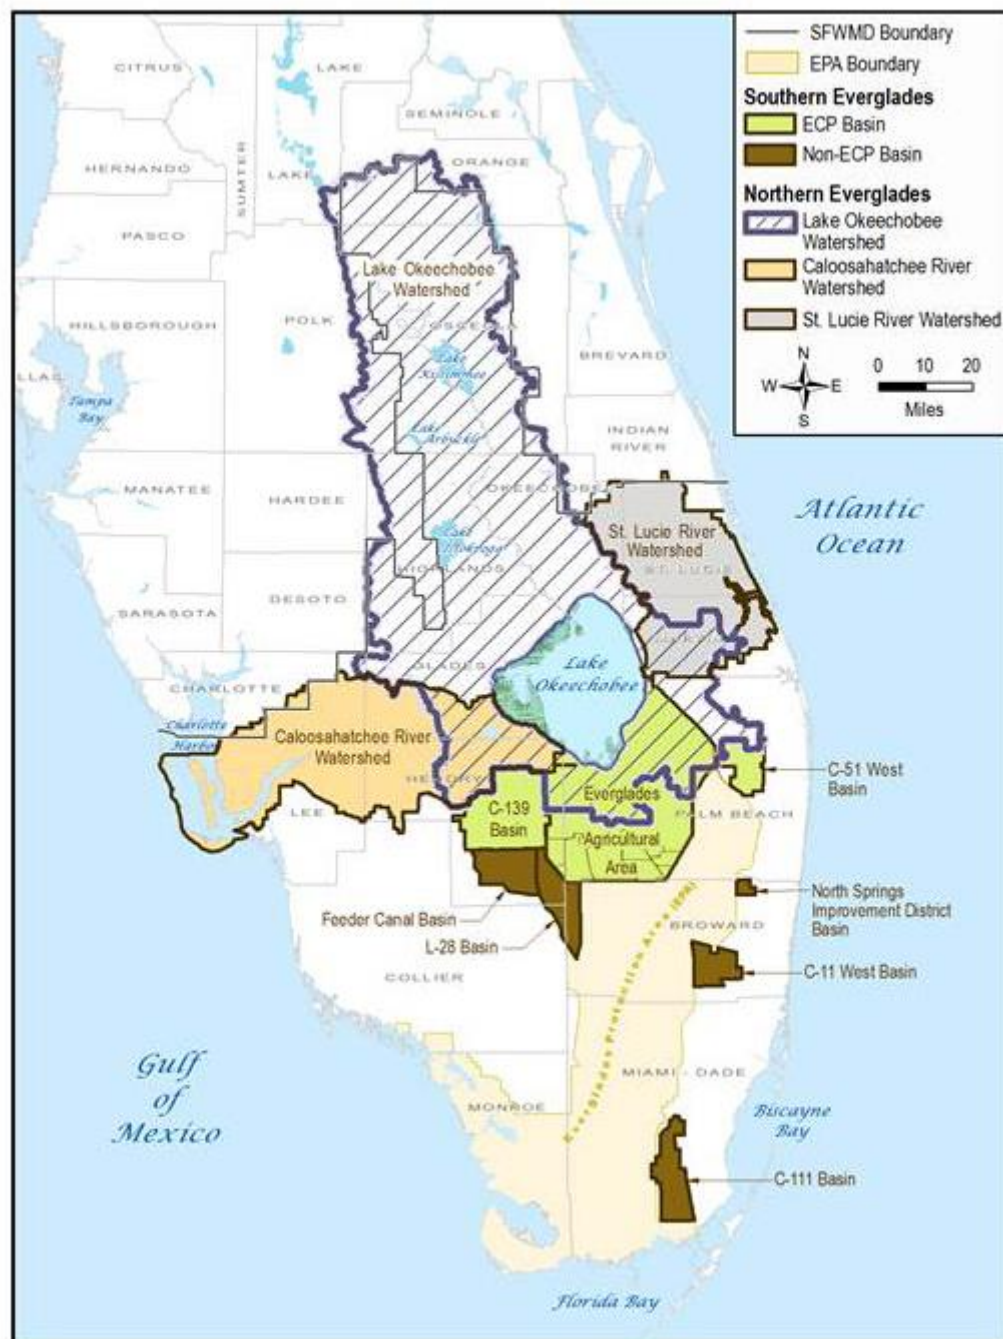 SFWMD Boundary
EPA Boundary
Southern Everglades
ECP Basin
Non-ECP Basin
Northern Everglades
Lake Okeechobee
Watershed
Caloosahatchee River
Watershed
St. Lucie River Watershed
N
W
E
S
0 10 20
Miles
CITRUS
LAKE
SEMINOLE
HERNANDO
SUMTER
LAKE
ORANGE
PASCO
Lake Okeechobee
Watershed
HILLSBOROUGH
POLK
OSCEOLA
BREVARD
Lake
Kissimmee
LLAS
Tampa
Bay
Lake
Arbuckle
INDIAN
RIVER
MANATEE
HARDEE
OKEECHOBEE
Atlantic
Ocean
St. Lucie River
Watershed
Lake
Istokpoga
HIGHLANDS
ST. LUCIE
DESOTO
SARASOTA
GLADES
Lake
Okeechobee
CHARLOTTE
Charlotte
Harbor
Caloosahatchee River
Watershed
HENDRY
C-51 West
Basin
Everglades
Agricultural
Area
LEE
C-139
Basin
PALM BEACH
Feeder Canal Basin
L-28 Basin
North Springs
Improvement District
Basin
BROWARD
C-11 West Basin
COLLIER
Everglades Protection Area (EPA)
Gulf
of
Mexico
MIAMI - DADE
MONROE
Biscayne
Bay
C-111 Basin
Florida Bay